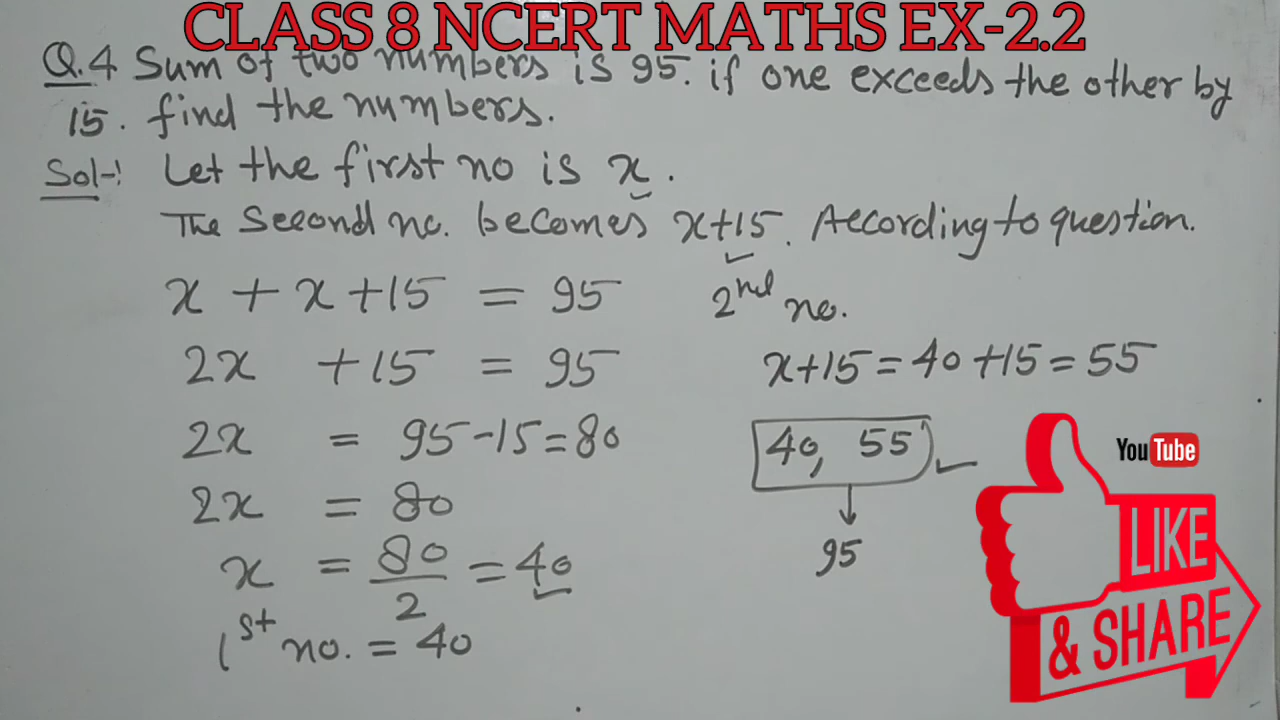 CLASS 8 NCERT MATHS EX-2.2
Q.4 Sum of two numbers is 95. if one exceeds the other by
15. find the numbers.
Sol-: Let the first no is x.
The Second no. becomes x+15. According to question.
x + x +15 = 95
2x +15 = 95
2x = 95-15=80
2x = 80
x = 80/2 = 40
1st no. = 40
2nd no.
x+15 = 40 +15 = 55
40, 55
95
YouTube
LIKE
& SHARE